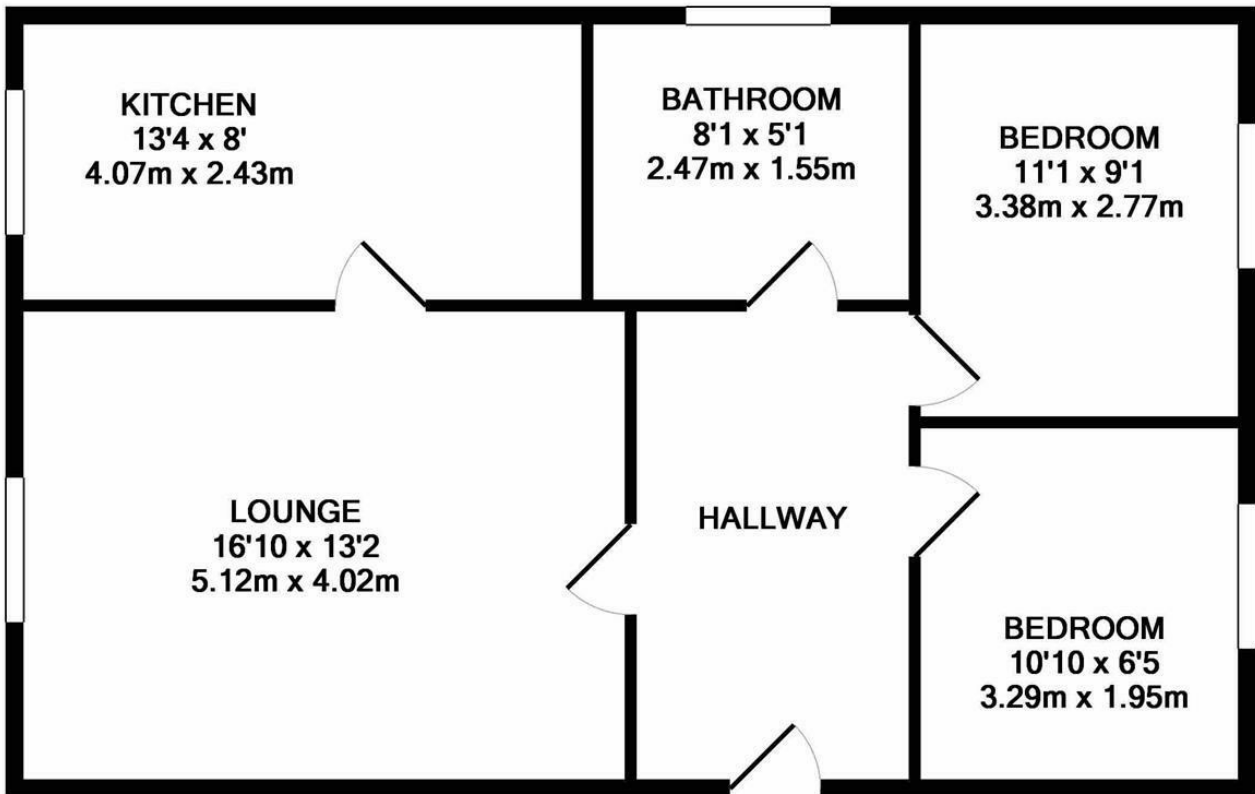 KITCHEN
13'4 x 8'
4.07m x 2.43m
BATHROOM
8'1 x 5'1
2.47m x 1.55m
BEDROOM
11'1 x 9'1
3.38m x 2.77m
LOUNGE
16'10 x 13'2
5.12m x 4.02m
HALLWAY
BEDROOM
10'10 x 6'5
3.29m x 1.95m